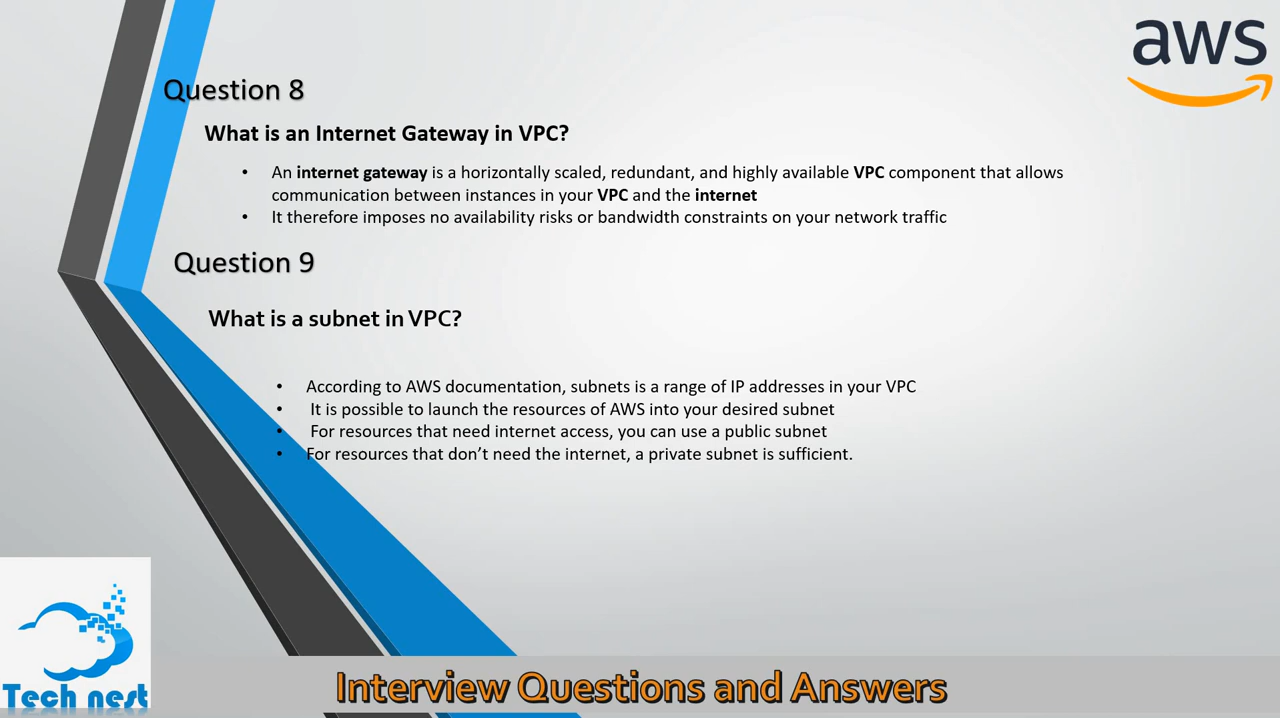 aws
Question 8
What is an Internet Gateway in VPC?
• An internet gateway is a horizontally scaled, redundant, and highly available VPC component that allows
communication between instances in your VPC and the internet
• It therefore imposes no availability risks or bandwidth constraints on your network traffic
Question 9
What is a subnet in VPC?
• According to AWS documentation, subnets is a range of IP addresses in your VPC
• It is possible to launch the resources of AWS into your desired subnet
• For resources that need internet access, you can use a public subnet
• For resources that don’t need the internet, a private subnet is sufficient.
Tech nest
Interview Questions and Answers